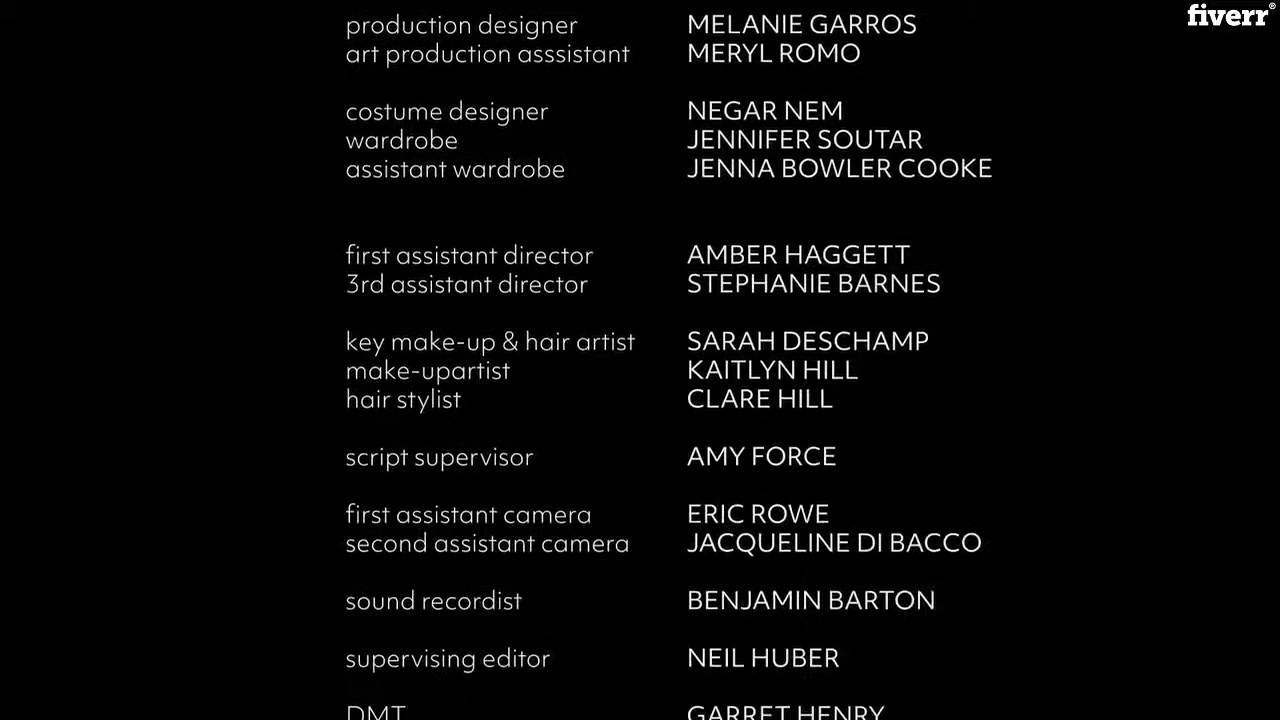 fiverr®
production designer MELANIE GARROS
art production asssistant MERYL ROMO
costume designer NEGAR NEM
wardrobe JENNIFER SOUTAR
assistant wardrobe JENNA BOWLER COOKE
first assistant director AMBER HAGGETT
3rd assistant director STEPHANIE BARNES
key make-up & hair artist SARAH DESCHAMP
make-upartist KAITLYN HILL
hair stylist CLARE HILL
script supervisor AMY FORCE
first assistant camera ERIC ROWE
second assistant camera JACQUELINE DI BACCO
sound recordist BENJAMIN BARTON
supervising editor NEIL HUBER
DMT GARRET HENRY